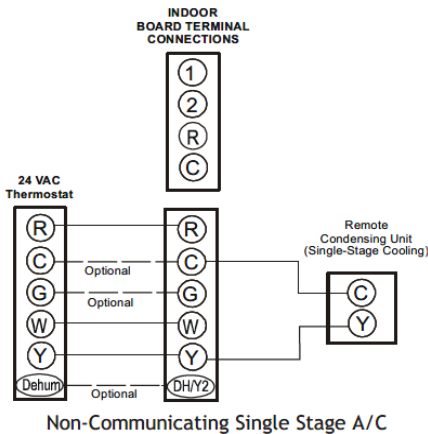 INDOOR
BOARD TERMINAL
CONNECTIONS
1
2
R
C
24 VAC
Thermostat
R
C
G
W
Y
Dehum
Optional
Optional
Optional
R
C
G
W
Y
DH/Y2
Remote
Condensing Unit
(Single-Stage Cooling)
C
Y
Non-Communicating Single Stage A/C